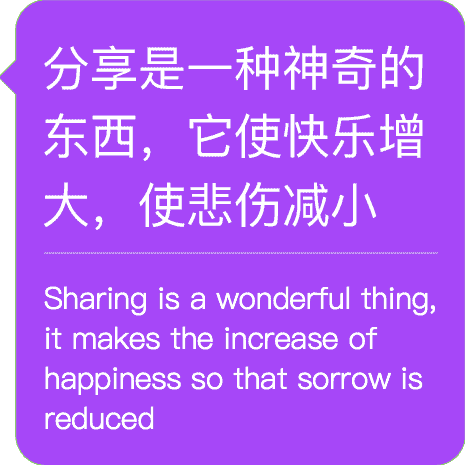 分享是一种神奇的
东西，它使快乐增
大，使悲伤减小
Sharing is a wonderful thing,
it makes the increase of
happiness so that sorrow is
reduced